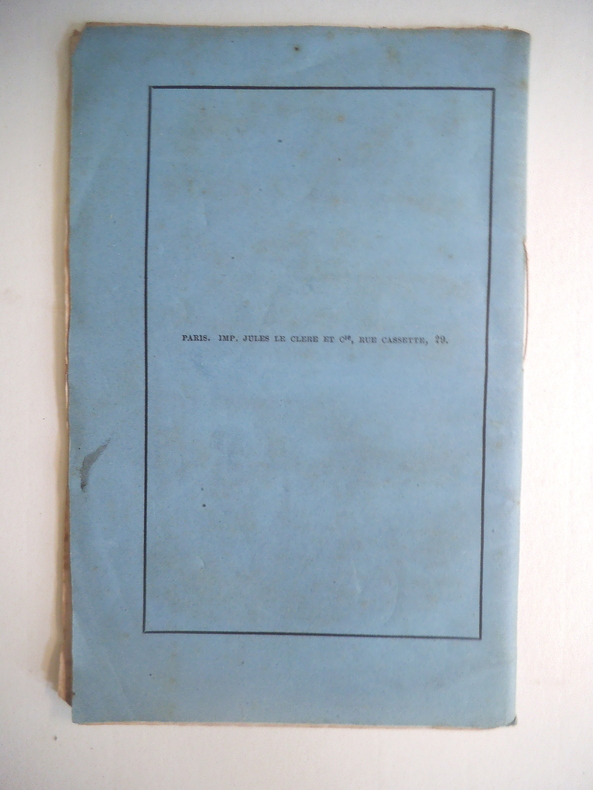 PARIS. IMP. JULES LE CLERE ET Cie, RUE CASSETTE, 29.